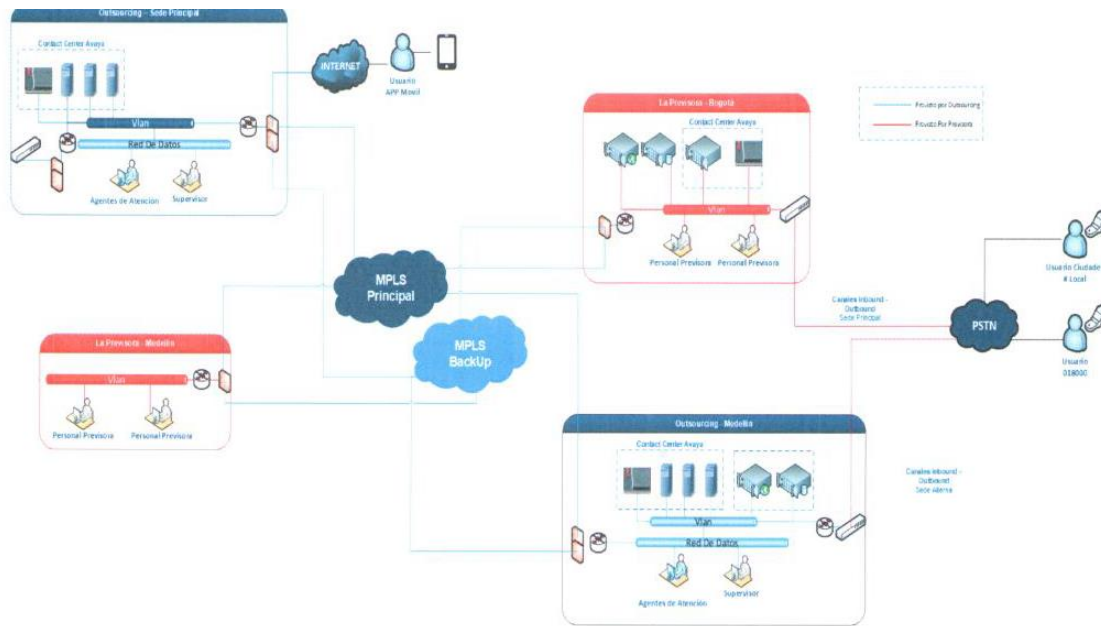 Outsourcing – Sede Principal
Contact Center Avaya
Vlan
Red De Datos
Agentes de Atención
Supervisor
INTERNET
Usuario
APP Movil
La Previsora - Bogotá
Contact Center Avaya
Vlan
Personal Previsora
Personal Previsora
Provisto por Outsourcing
Provisto Por Previsora
MPLS
Principal
MPLS
BackUp
La Previsora - Medellín
Vlan
Personal Previsora
Personal Previsora
Canales Inbound –
Outbound
Sede Principal
PSTN
Usuario Ciudades
# Local
Usuario
018000
Outsourcing - Medellín
Contact Center Avaya
Vlan
Red De Datos
Agentes de Atención
Supervisor
Canales Inbound –
Outbound
Sede Alterna